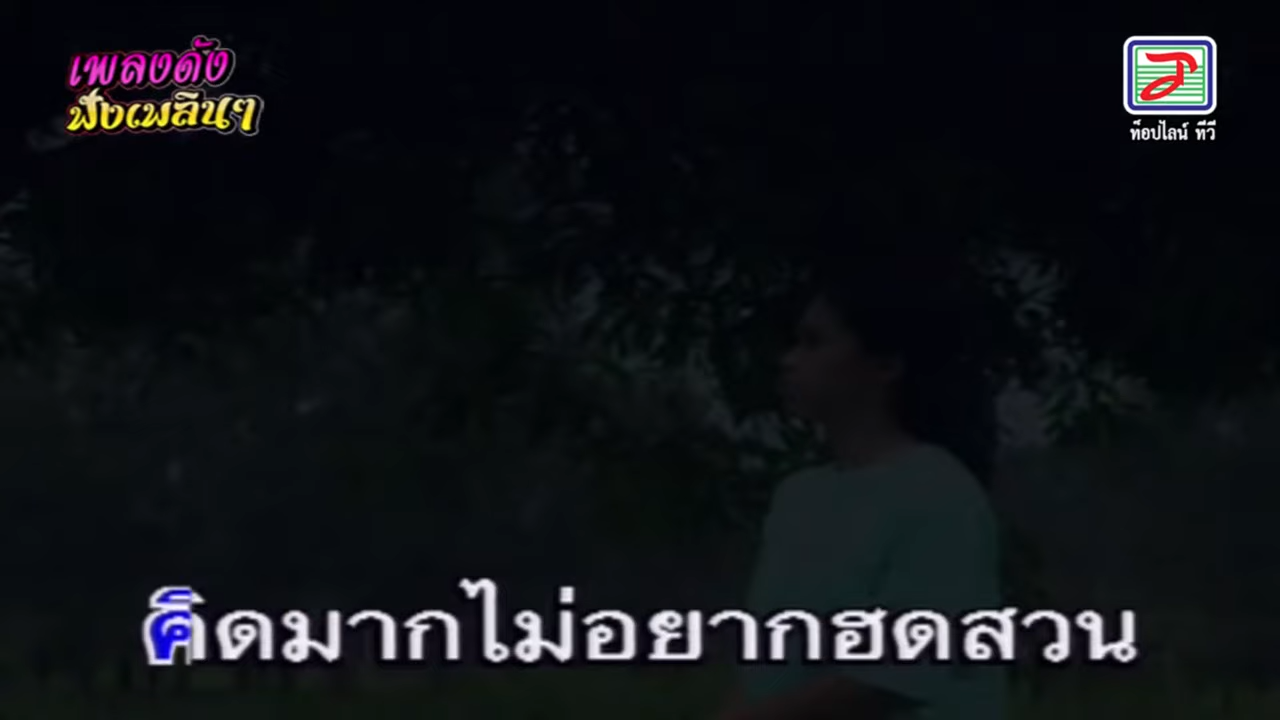 เพลงดัง
ฟังเพลินๆ
ท็อปไลน์ ทีวี
คิดมากไม่อยากฮดสวน